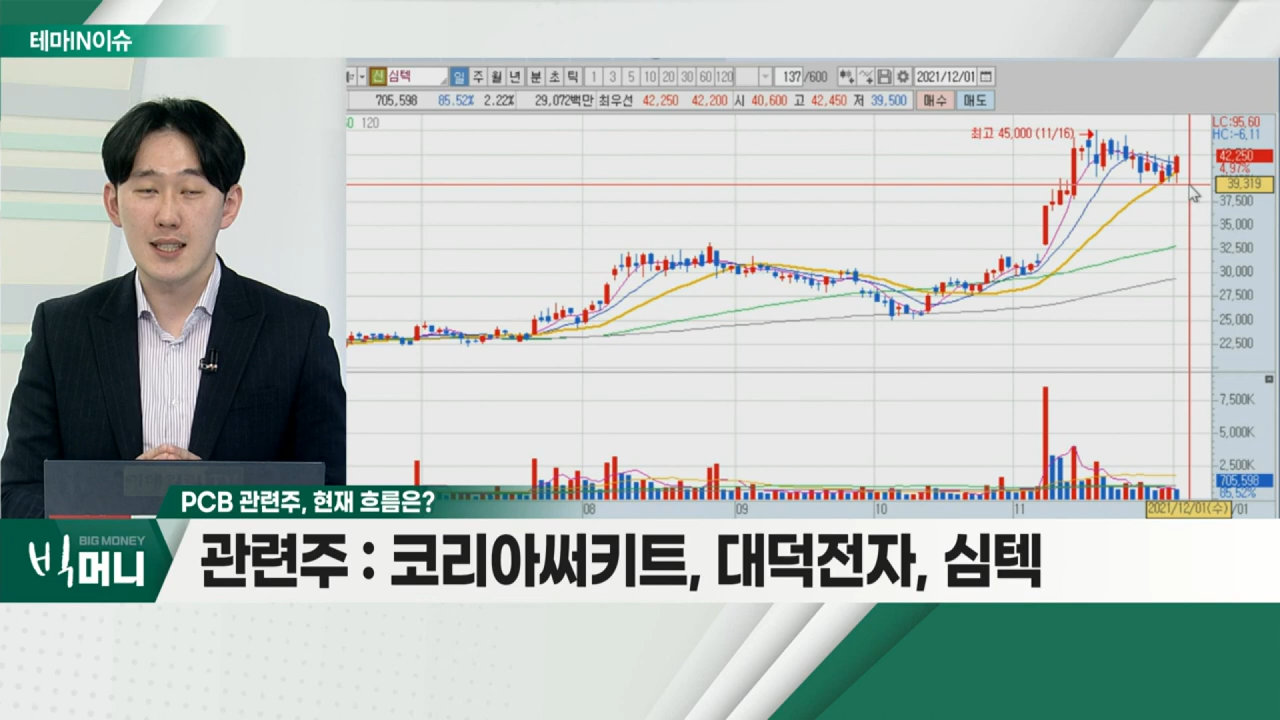 테마IN이슈
신 심텍 일 주 월 년 분 초 틱 1 3 5 10 20 30 60 120 137 /600 2021/12/01
705,598 85.52% 2.22% 29,072백만 최우선 42,250 42,200 시 40,600 고 42,450 저 39,500 매수 매도
120
최고 45,000 (11/16)
LC:95.60
HC:-6.11
42,250
4.97%
39,319
37,500
35,000
32,500
30,000
27,500
25,000
22,500
7,500K
5,000K
2,500K
705,598
85.52%
08 09 10 11 2021/12/01(수) /01
PCB 관련주, 현재 흐름은?
BIG MONEY
빅머니
관련주 : 코리아써키트, 대덕전자, 심텍